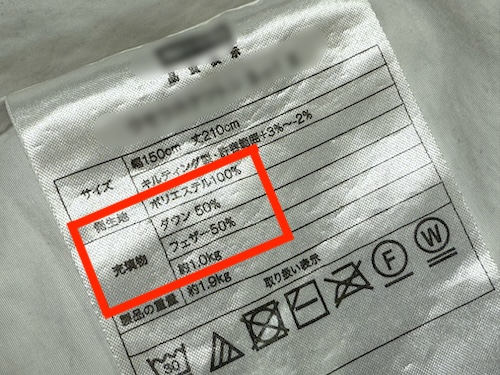 品質表示
サイズ 幅150cm 丈210cm
キルティング型・許容範囲+3%〜-2%
側生地 ポリエステル100%
充填物 ダウン 50%
フェザー50%
約1.0kg
製品の重量 約1.9kg
取り扱い表示
30 F W